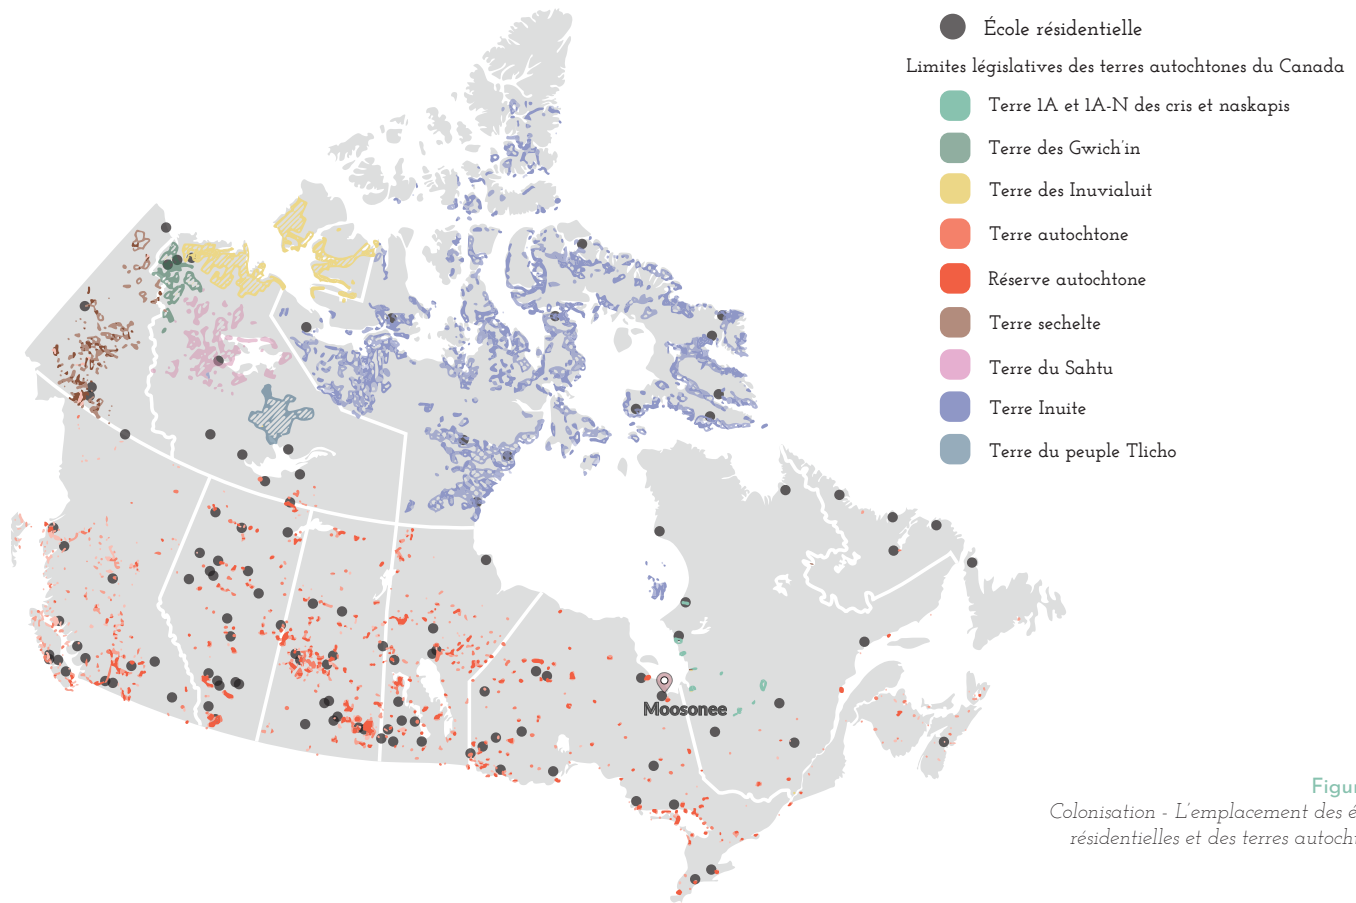 École résidentielle
Limites législatives des terres autochtones du Canada
Terre 1A et 1A-N des cris et naskapis
Terre des Gwich'in
Terre des Inuvialuit
Terre autochtone
Réserve autochtone
Terre sechelte
Terre du Sahtu
Terre Inuite
Terre du peuple Tlicho
Moosonee
Colonisation - L'emplacement des
résidentielles et des terres